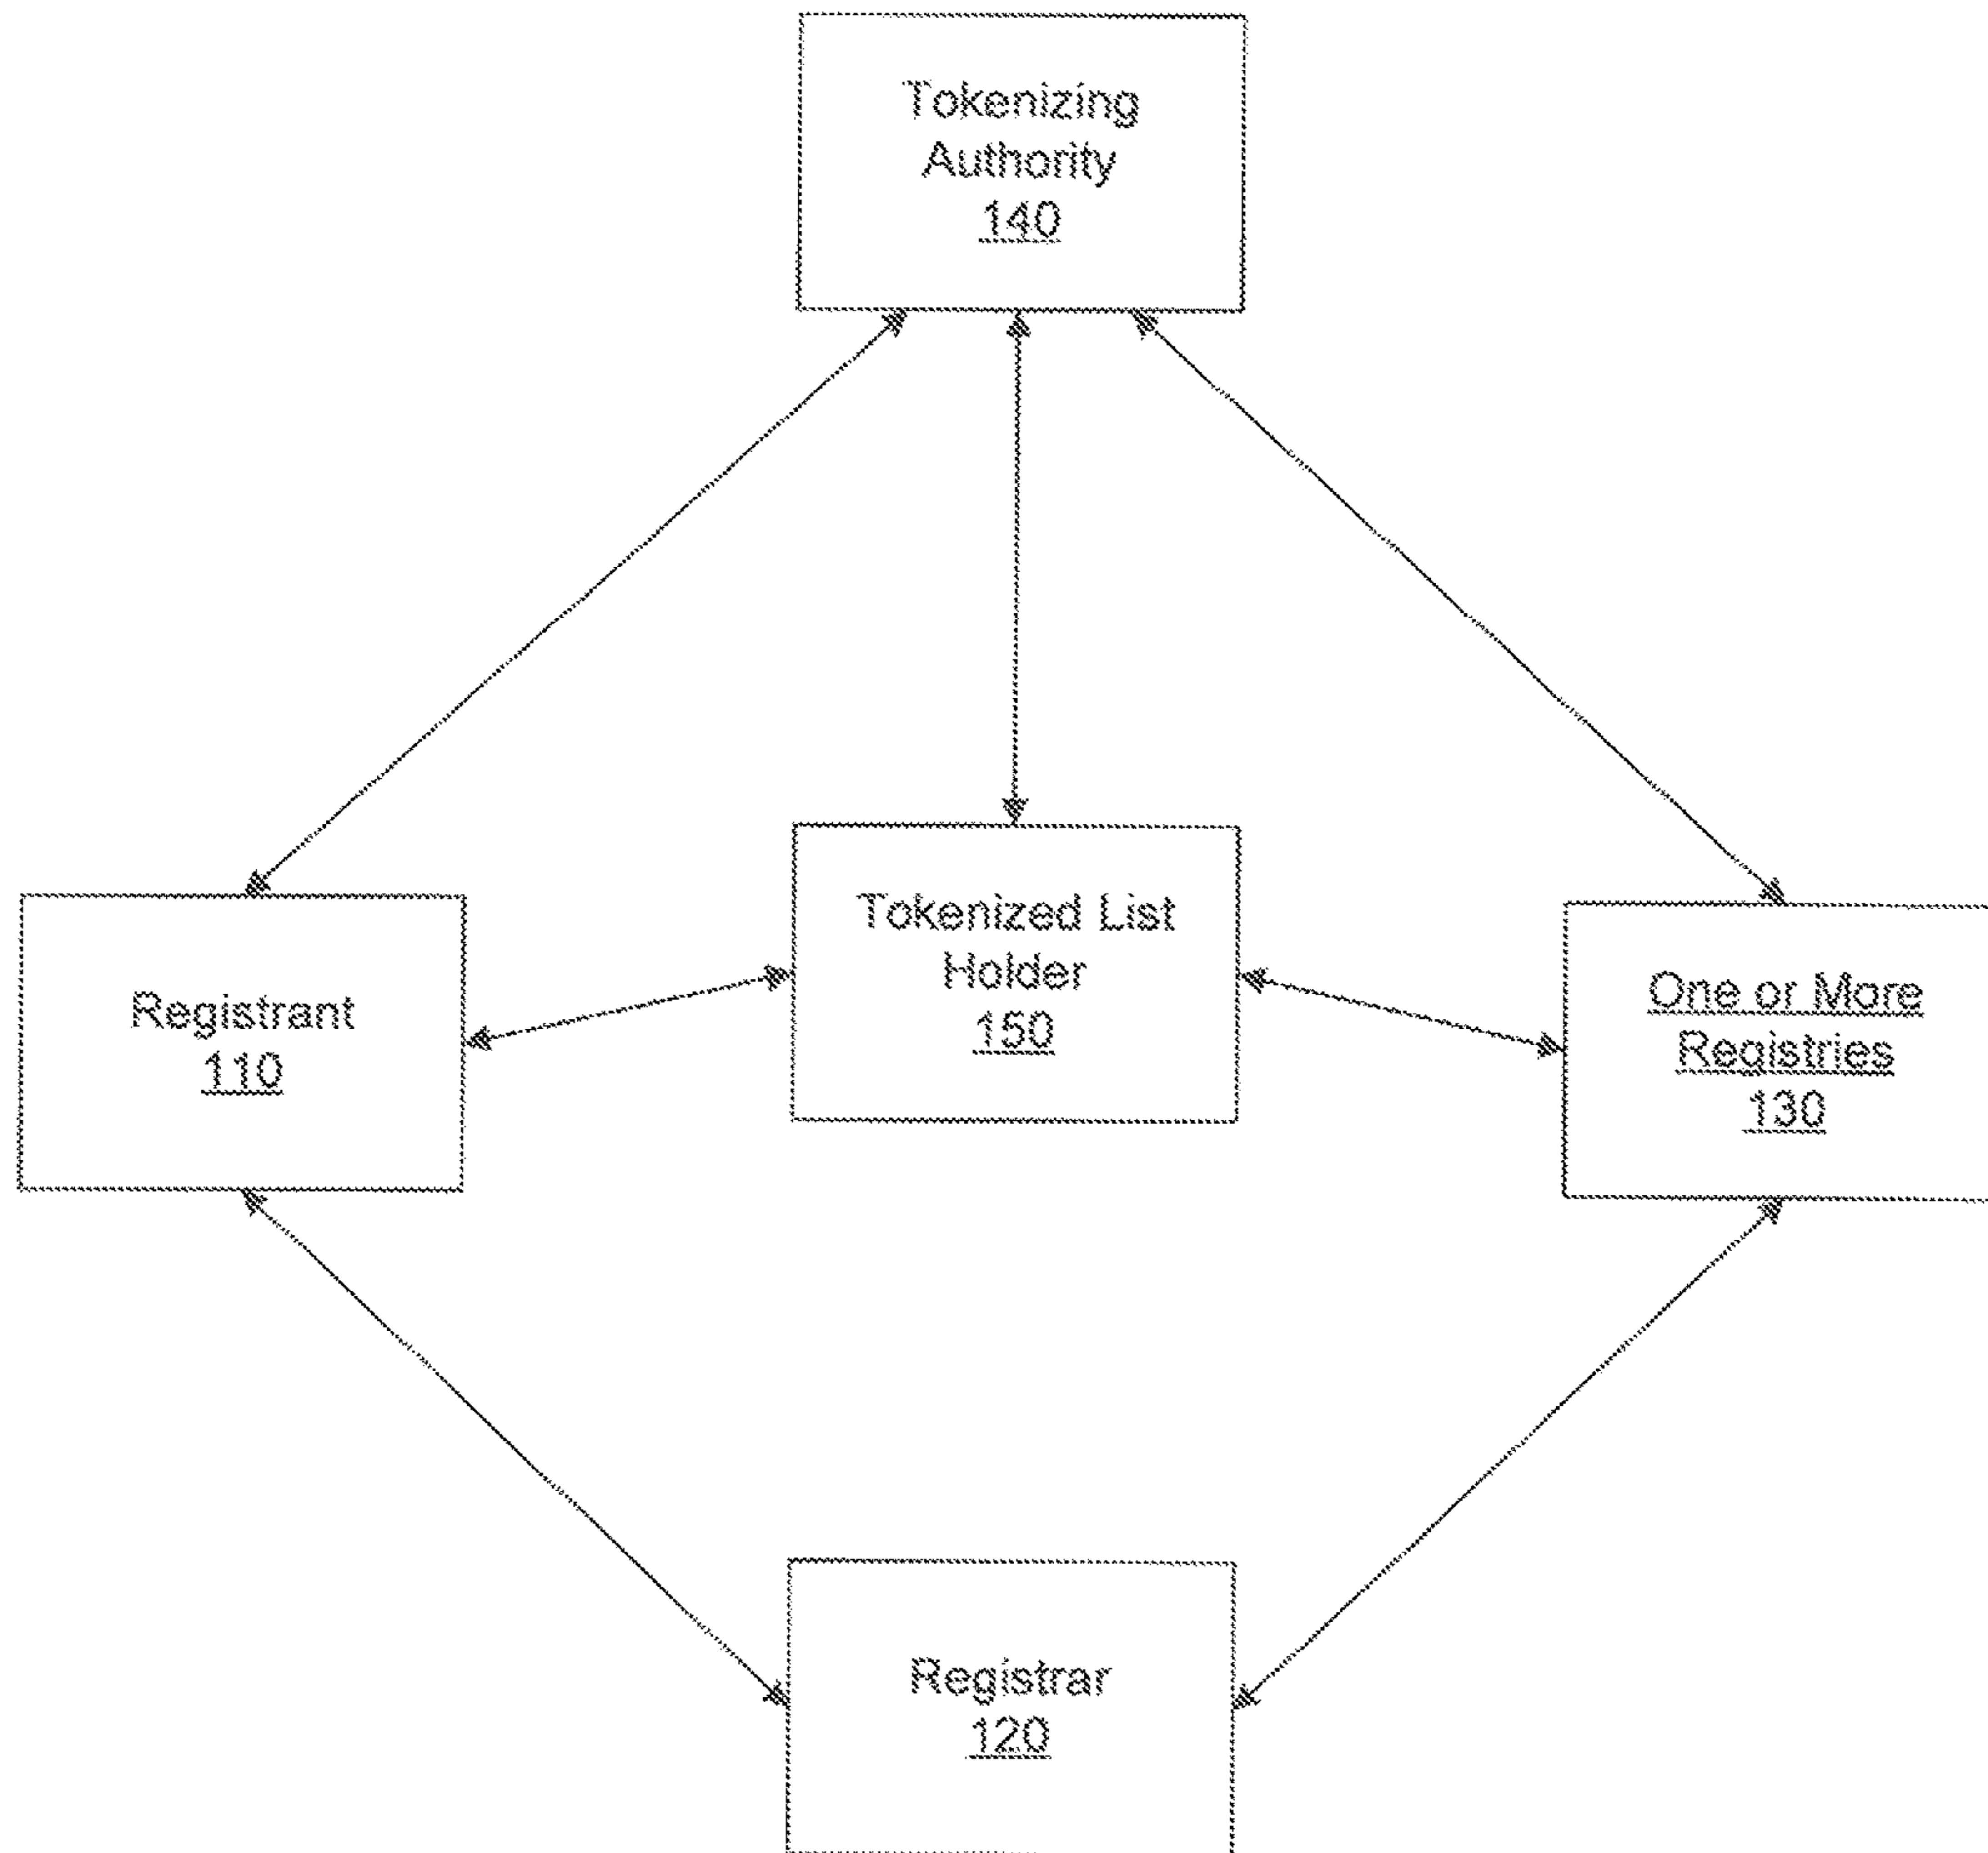 Tokenizing
Authority
140
Tokenized List
Holder
150
Registrant
110
One or More
Registries
130
Registrar
120